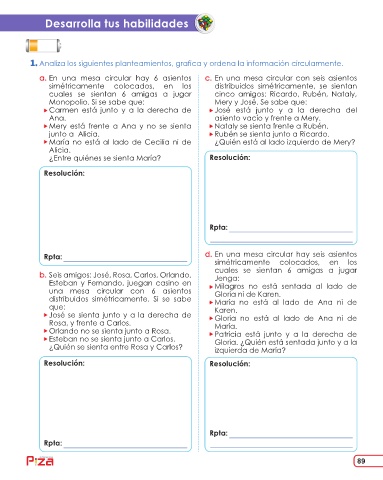 Desarrolla tus habilidades
1. Analiza los siguientes planteamientos, grafica y ordena la información circularmente.
a. En una mesa circular hay 6 asientos
simétricamente colocados, en los
cuales se sientan 6 amigas a jugar
Monopolio. Si se sabe que:
Carmen está junto y a la derecha de
Ana.
Mery está frente a Ana y no se sienta
junto a Alicia.
María no está al lado de Cecilia ni de
Alicia.
¿Entre quiénes se sienta María?
Resolución:
Rpta:
b. Seis amigos: José, Rosa, Carlos, Orlando,
Esteban y Fernando, juegan casino en
una mesa circular con 6 asientos
distribuidos simétricamente. Si se sabe
que:
José se sienta junto y a la derecha de
Rosa, y frente a Carlos.
Orlando no se sienta junto a Rosa.
Esteban no se sienta junto a Carlos.
¿Quién se sienta entre Rosa y Carlos?
Resolución:
Rpta:
c. En una mesa circular con seis asientos
distribuidos simétricamente, se sientan
cinco amigos: Ricardo, Rubén, Nataly,
Mery y José. Se sabe que:
José está junto y a la derecha del
asiento vacío y frente a Mery.
Nataly se sienta frente a Rubén.
Rubén se sienta junto a Ricardo.
¿Quién está al lado izquierdo de Mery?
Resolución:
Rpta:
d. En una mesa circular hay seis asientos
simétricamente colocados, en los
cuales se sientan 6 amigas a jugar
Jenga:
Milagros no está sentada al lado de
Gloria ni de Karen.
María no está al lado de Ana ni de
Karen.
Gloria no está al lado de Ana ni de
María.
Patricia está junto y a la derecha de
Gloria. ¿Quién está sentada junto y a la
izquierda de María?
Resolución:
Rpta:
Piza
89